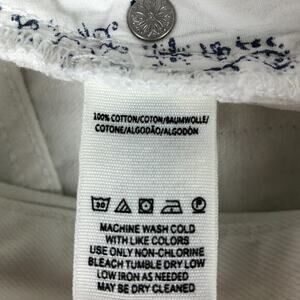 100% COTTON/COTON/BAUMWOLLE/
COTONE/ALGODÃO/ALGODÓN
30
MACHINE WASH COLD
WITH LIKE COLORS
USE ONLY NON-CHLORINE
BLEACH TUMBLE DRY LOW
LOW IRON AS NEEDED
MAY BE DRY CLEANED